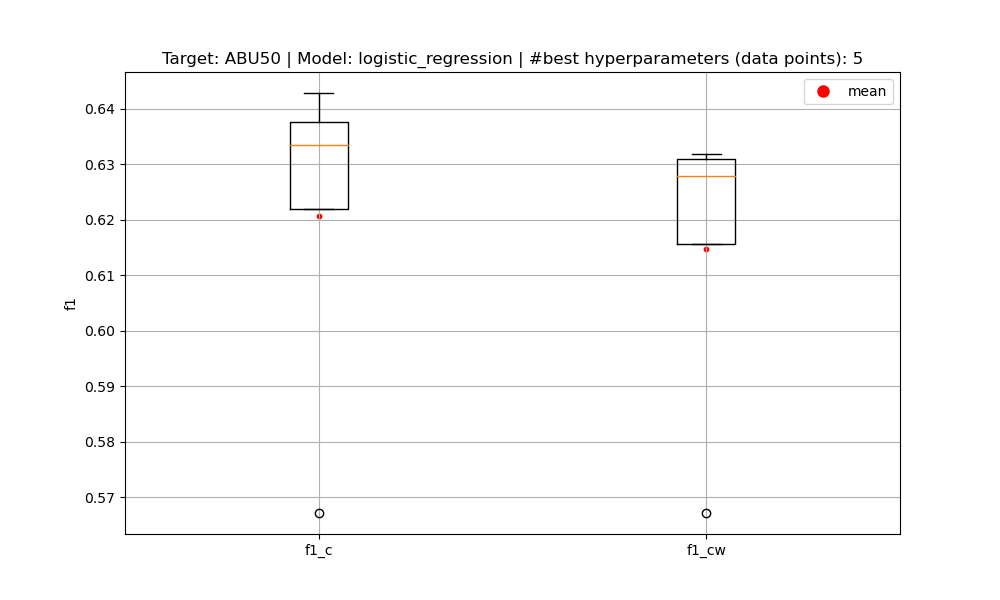 Target: ABU50 | Model: logistic_regression | #best hyperparameters (data points): 5
mean
0.64
0.63
0.62
0.61
0.60
0.59
0.58
0.57
f1
f1_c
f1_cw